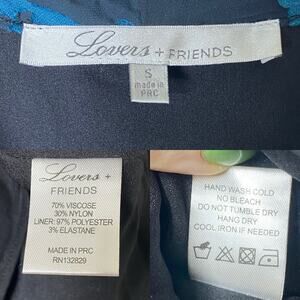 Lovers + FRIENDS
S
made in
PRC
Lovers +
FRIENDS
70% VISCOSE
30% NYLON
LINER: 97% POLYESTER
3% ELASTANE
MADE IN PRC
RN132829
HAND WASH COLD
NO BLEACH
DO NOT TUMBLE DRY
HANG DRY
COOL IRON IF NEEDED